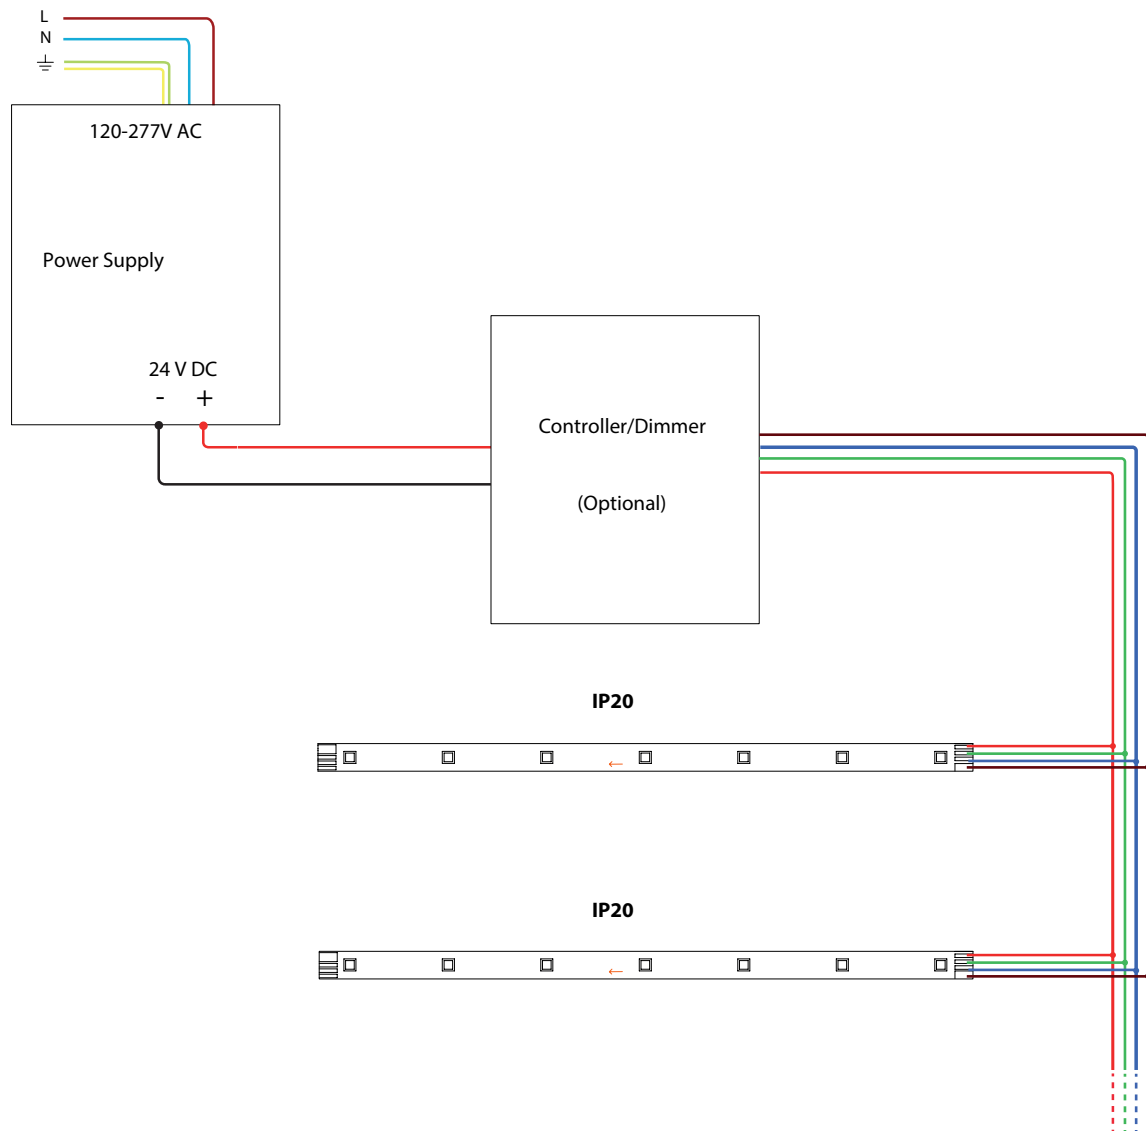 L
N
120-277V AC
Power Supply
24 V DC
- +
Controller/Dimmer
(Optional)
IP20
IP20